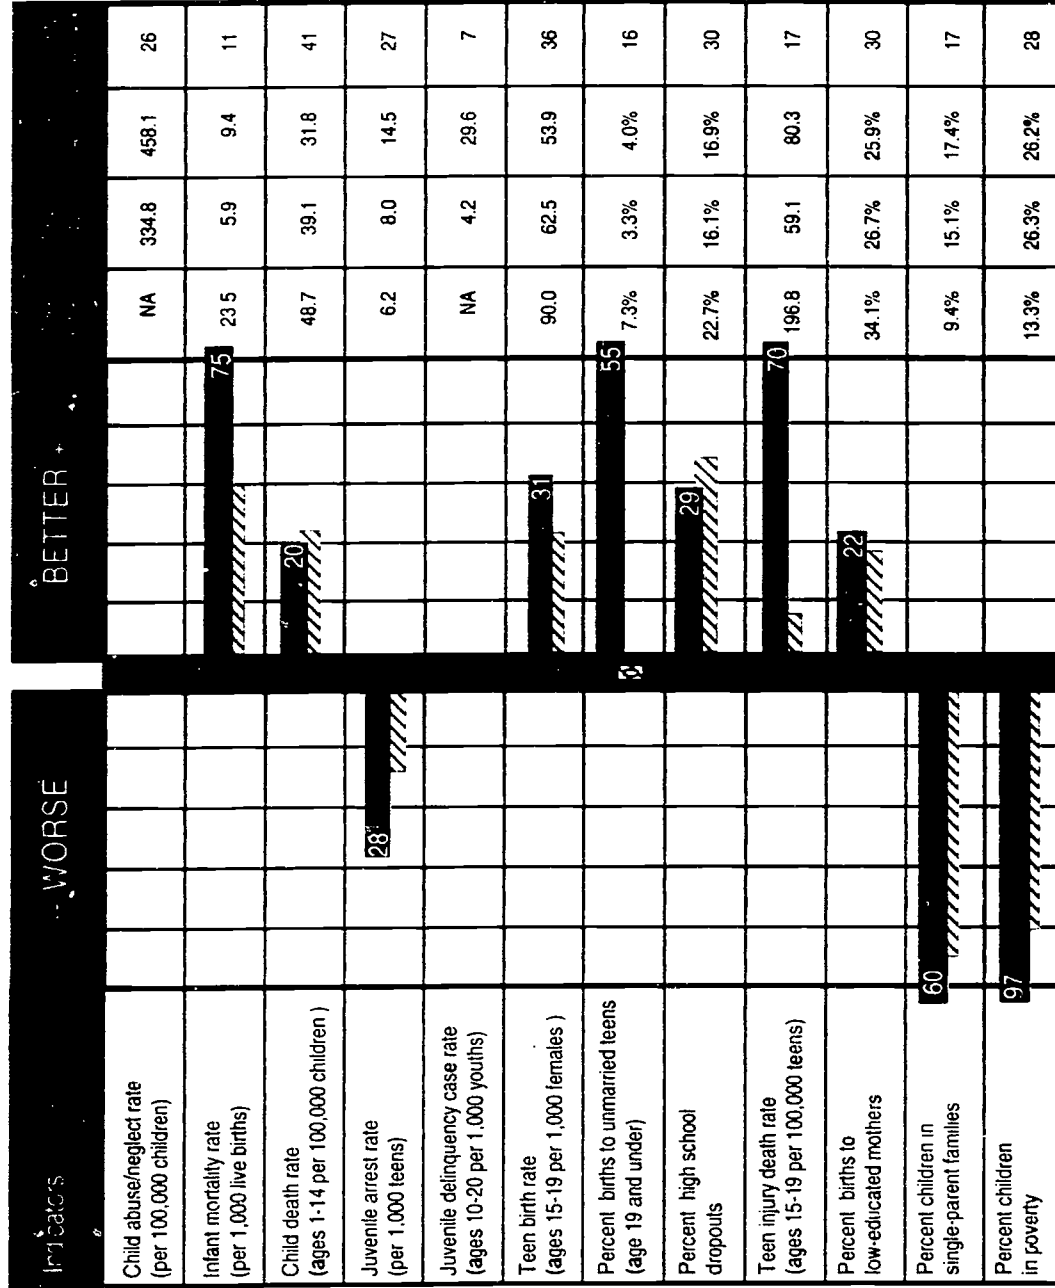 Indicators
- WORSE
BETTER +
Child abuse/neglect rate
(per 100,000 children)
NA 334.8 458.1 26
Infant mortality rate
(per 1,000 live births)
75 23 5 5.9 9.4 11
Child death rate
(ages 1-14 per 100,000 children )
20 48.7 39.1 31.8 41
Juvenile arrest rate
(per 1.000 teens)
28 6.2 8.0 14.5 27
Juvenile delinquency case rate
(ages 10-20 per 1.000 youths)
NA 4.2 29.6 7
Teen birth rate
(ages 15-19 per 1,000 females )
31 90.0 62.5 53.9 36
Percent births to unmarried teens
(age 19 and under)
55 7.3% 3.3% 4.0% 16
Percent high school
dropouts
29 22.7% 16.1% 16.9% 30
Teen injury death rate
(ages 15-19 per 100,000 teens)
70 196.8 59.1 80.3 17
Percent births to
low-educated mothers
22 34.1% 26.7% 25.9% 30
Percent children in
single-parent families
60 9.4% 15.1% 17.4% 17
Percent children
in poverty
97 13.3% 26.3% 26.2% 28